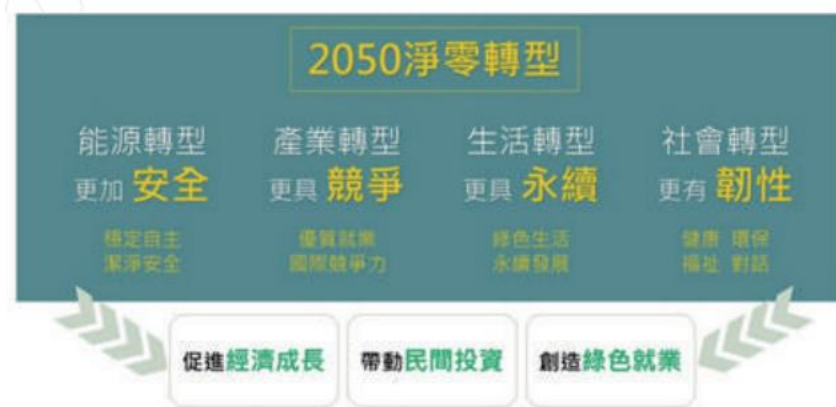 2050淨零轉型
能源轉型 產業轉型 生活轉型 社會轉型
更加 安全 更具 競爭 更具 永續 更有 韌性
穩定自主 優質就業 綠色生活 健康 環保
潔淨安全 國際競爭力 永續發展 福祉 對話
促進經濟成長 帶動民間投資 創造綠色就業